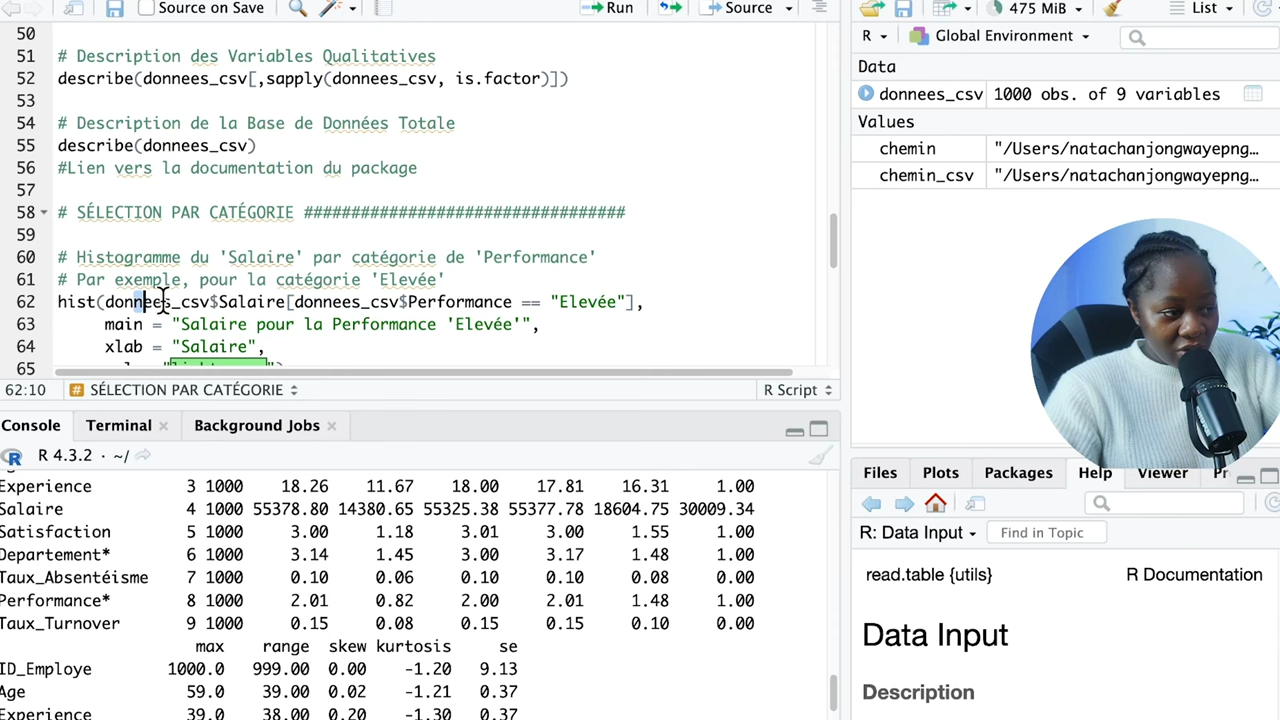 Source on Save
Run
Source
50
51 # Description des Variables Qualitatives
52 describe(donnees_csv[,sapply(donnees_csv, is.factor)])
53
54 # Description de la Base de Données Totale
55 describe(donnees_csv)
56 #Lien vers la documentation du package
57
58 # SÉLECTION PAR CATÉGORIE ##################################
59
60 # Histogramme du 'Salaire' par catégorie de 'Performance'
61 # Par exemple, pour la catégorie 'Elevée'
62 hist(donnees_csv$Salaire[donnees_csv$Performance == "Elevée"],
63 main = "Salaire pour la Performance 'Elevée'",
64 xlab = "Salaire",
65
62:10 # SÉLECTION PAR CATÉGORIE R Script
Console Terminal Background Jobs
R 4.3.2 · ~/
Experience 3 1000 18.26 11.67 18.00 17.81 16.31 1.00
Salaire 4 1000 55378.80 14380.65 55325.38 55377.78 18604.75 30009.34
Satisfaction 5 1000 3.00 1.18 3.01 3.00 1.55 1.00
Departement* 6 1000 3.14 1.45 3.00 3.17 1.48 1.00
Taux_Absentéisme 7 1000 0.10 0.06 0.10 0.10 0.08 0.00
Performance* 8 1000 2.01 0.82 2.00 2.01 1.48 1.00
Taux_Turnover 9 1000 0.15 0.08 0.15 0.15 0.10 0.00
max range skew kurtosis se
ID_Employe 1000.0 999.00 0.00 -1.20 9.13
Age 59.0 39.00 0.02 -1.21 0.37
Experience 39.0 38.00 0.20 -1.30 0.37
475 MiB
List
R Global Environment
Data
donnees_csv 1000 obs. of 9 variables
Values
chemin "/Users/natachanjongwayepng…
chemin_csv "/Users/natachanjongwayepng…
Files Plots Packages Help Viewer Pr
R: Data Input Find in Topic
read.table {utils} R Documentation
Data Input
Description